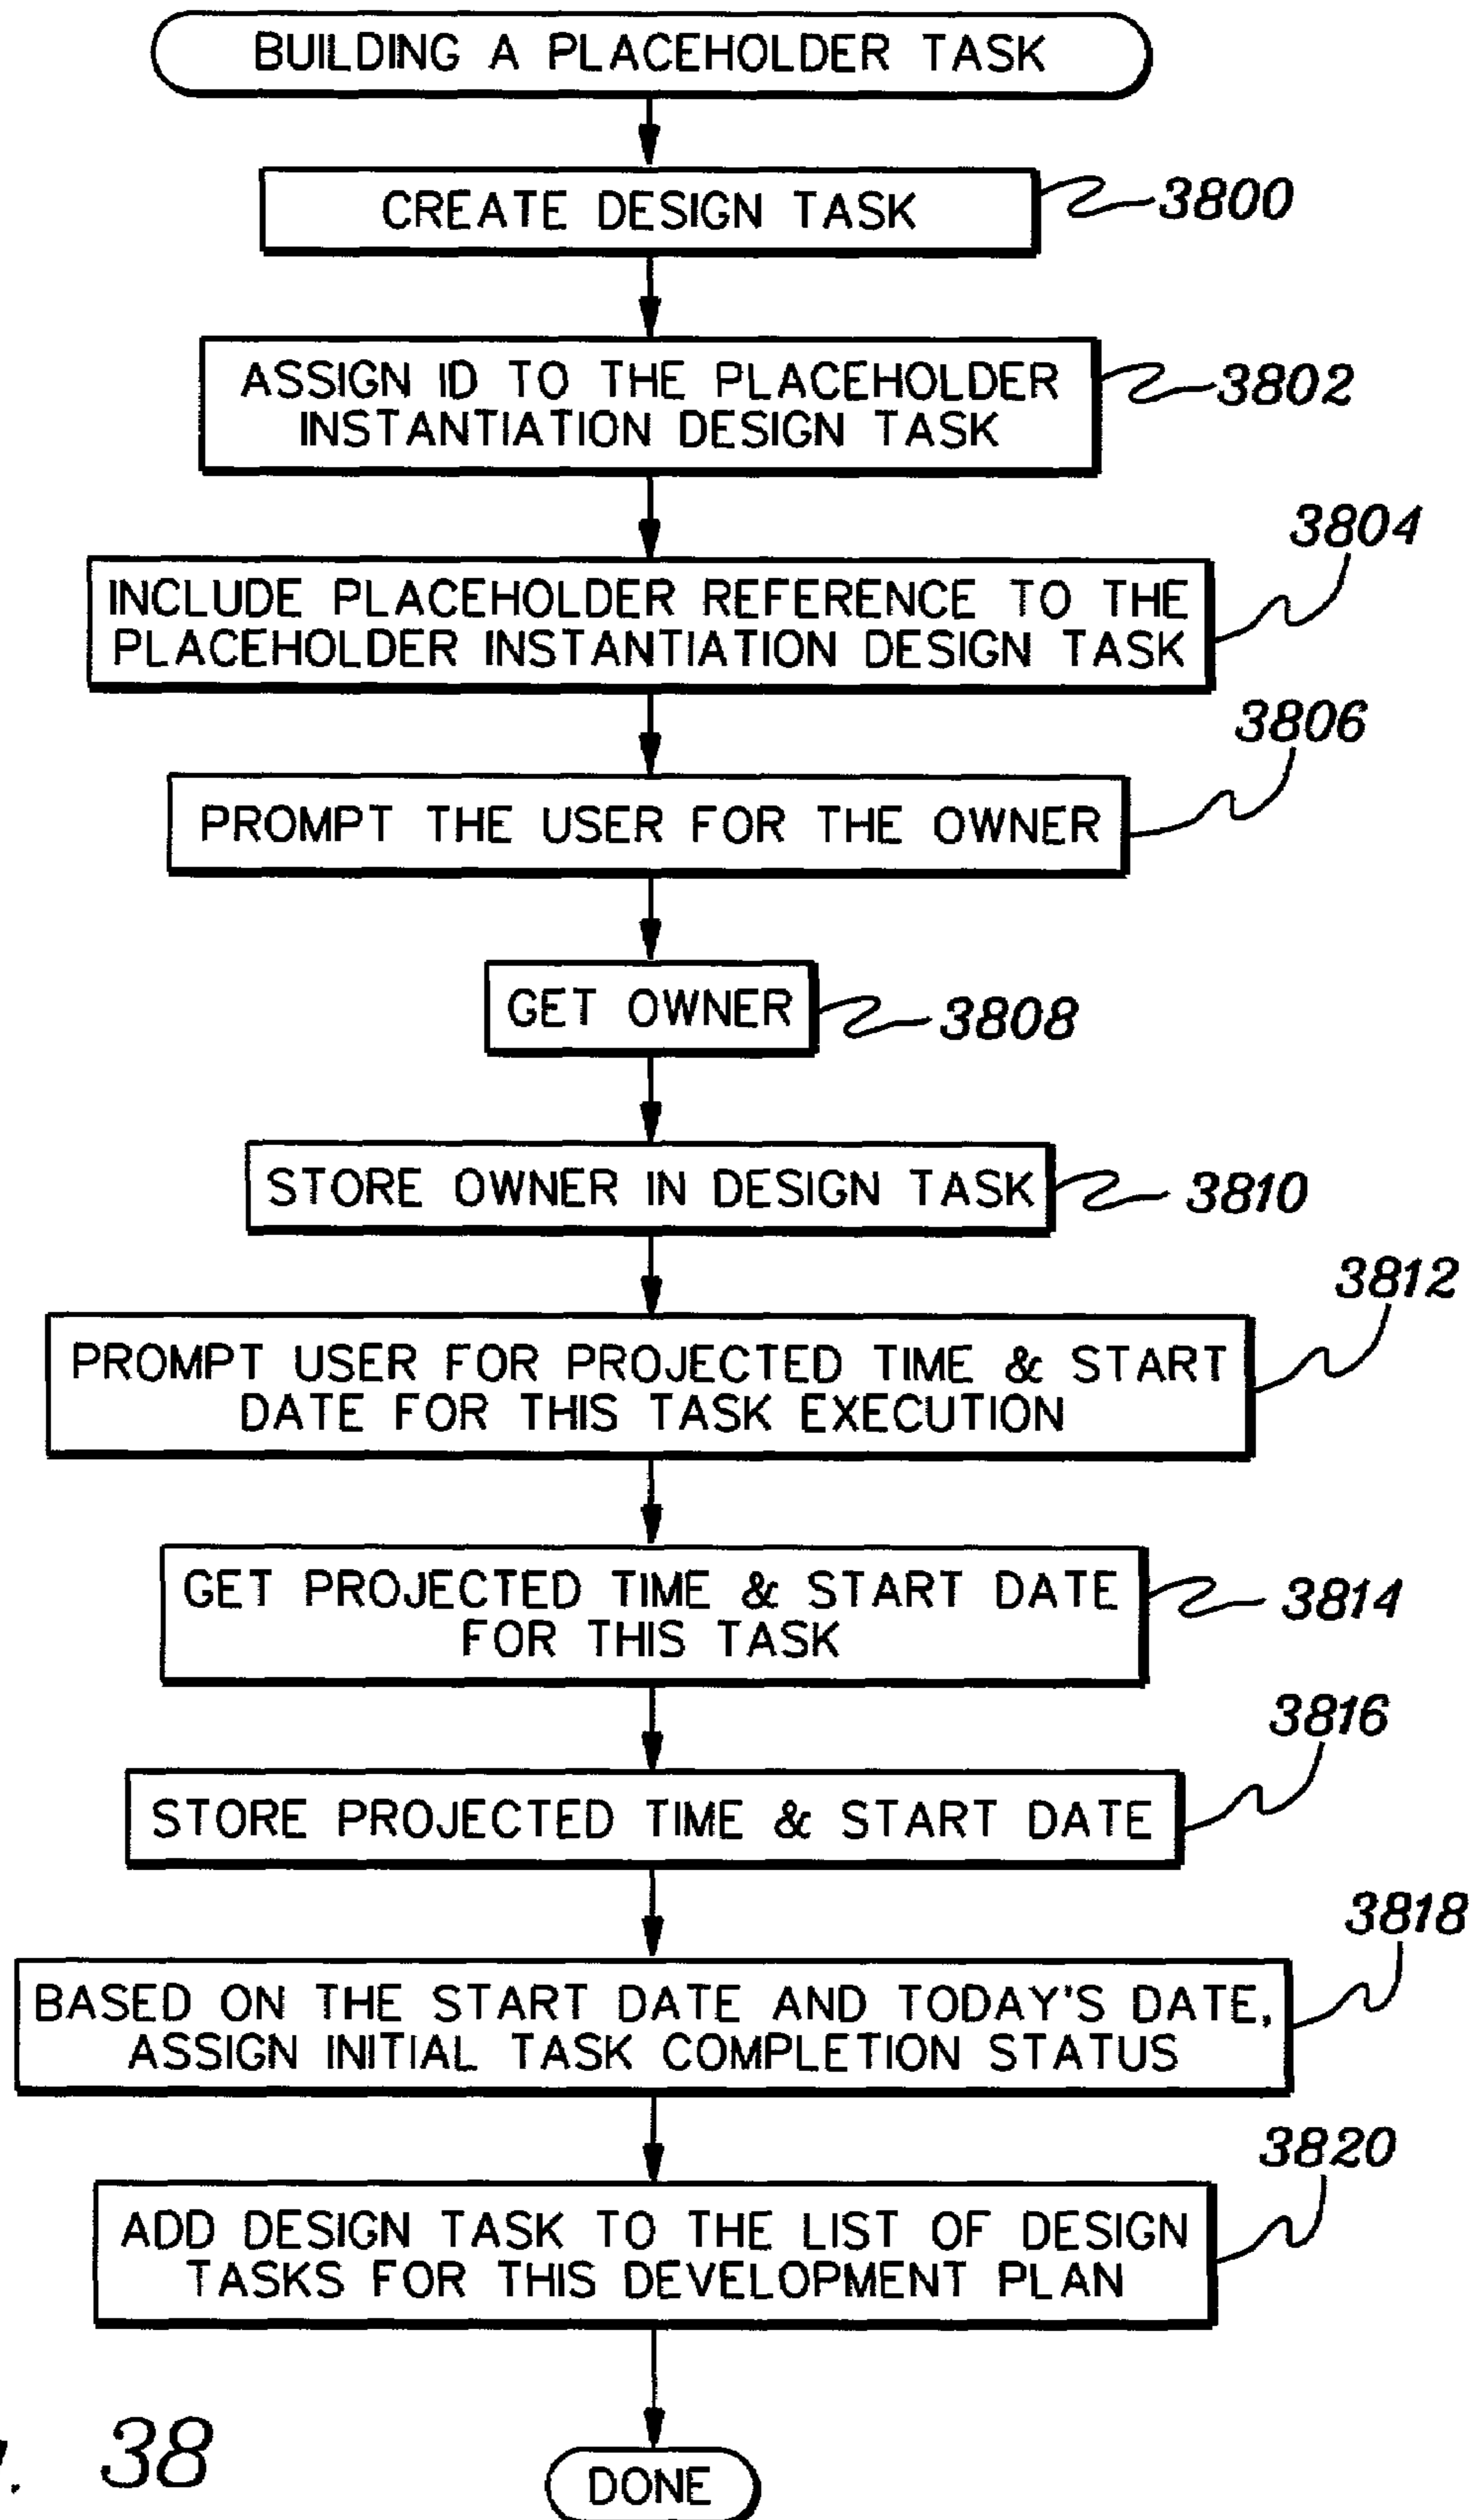 BUILDING A PLACEHOLDER TASK
CREATE DESIGN TASK
3800
ASSIGN ID TO THE PLACEHOLDER
INSTANTIATION DESIGN TASK
3802
3804
INCLUDE PLACEHOLDER REFERENCE TO THE
PLACEHOLDER INSTANTIATION DESIGN TASK
3806
PROMPT THE USER FOR THE OWNER
GET OWNER
3808
STORE OWNER IN DESIGN TASK
3810
3812
PROMPT USER FOR PROJECTED TIME & START
DATE FOR THIS TASK EXECUTION
GET PROJECTED TIME & START DATE
FOR THIS TASK
3814
3816
STORE PROJECTED TIME & START DATE
3818
BASED ON THE START DATE AND TODAY'S DATE,
ASSIGN INITIAL TASK COMPLETION STATUS
3820
ADD DESIGN TASK TO THE LIST OF DESIGN
TASKS FOR THIS DEVELOPMENT PLAN
38
DONE